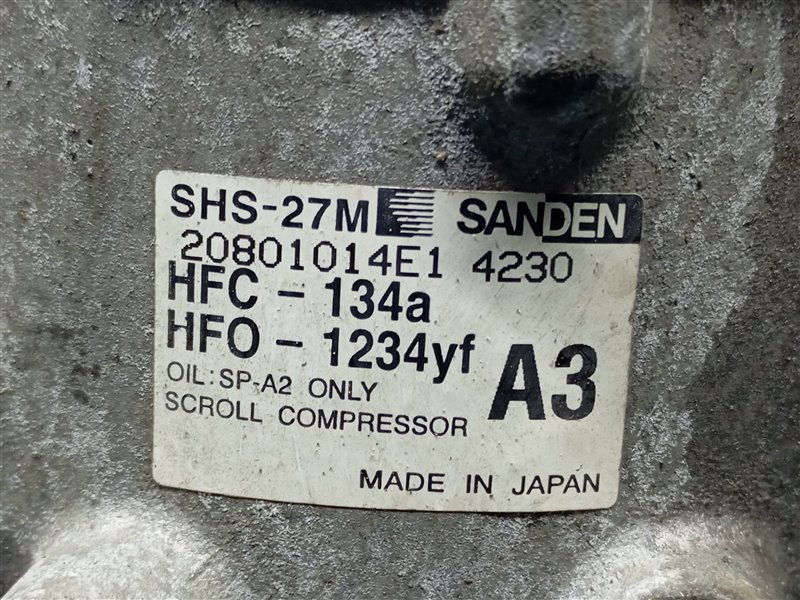 SHS-27M SANDEN
20801014E1 4230
HFC - 134a
HFO - 1234yf A3
OIL: SP-A2 ONLY
SCROLL COMPRESSOR
MADE IN JAPAN